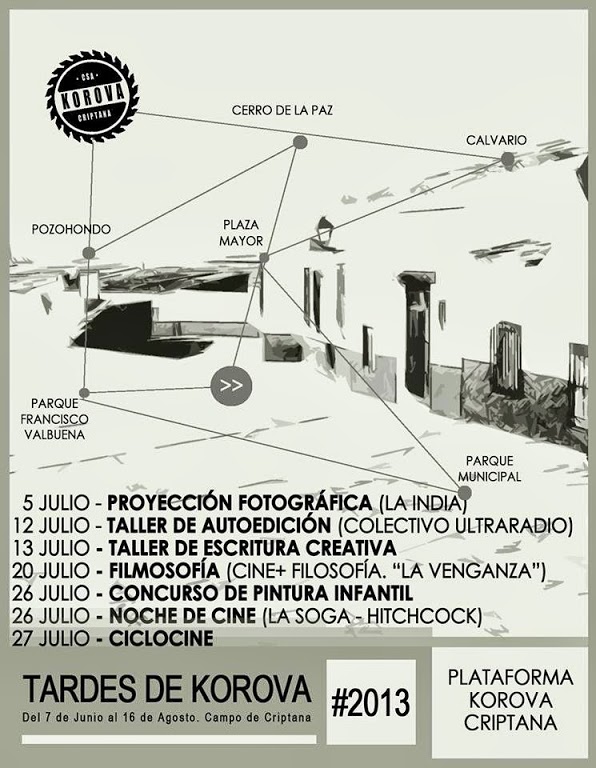 · CSA ·
KOROVA
CRIPTANA
CERRO DE LA PAZ
CALVARIO
POZOHONDO
PLAZA
MAYOR
>>
PARQUE
FRANCISCO
VALBUENA
PARQUE
MUNICIPAL
5 JULIO - PROYECCIÓN FOTOGRÁFICA (LA INDIA)
12 JULIO - TALLER DE AUTOEDICIÓN (COLECTIVO ULTRARADIO)
13 JULIO - TALLER DE ESCRITURA CREATIVA
20 JULIO - FILMOSOFÍA (CINE+ FILOSOFÍA. “LA VENGANZA”)
26 JULIO - CONCURSO DE PINTURA INFANTIL
26 JULIO - NOCHE DE CINE (LA SOGA - HITCHCOCK)
27 JULIO - CICLOCINE
TARDES DE KOROVA
Del 7 de Junio al 16 de Agosto. Campo de Criptana
#2013
PLATAFORMA
KOROVA
CRIPTANA